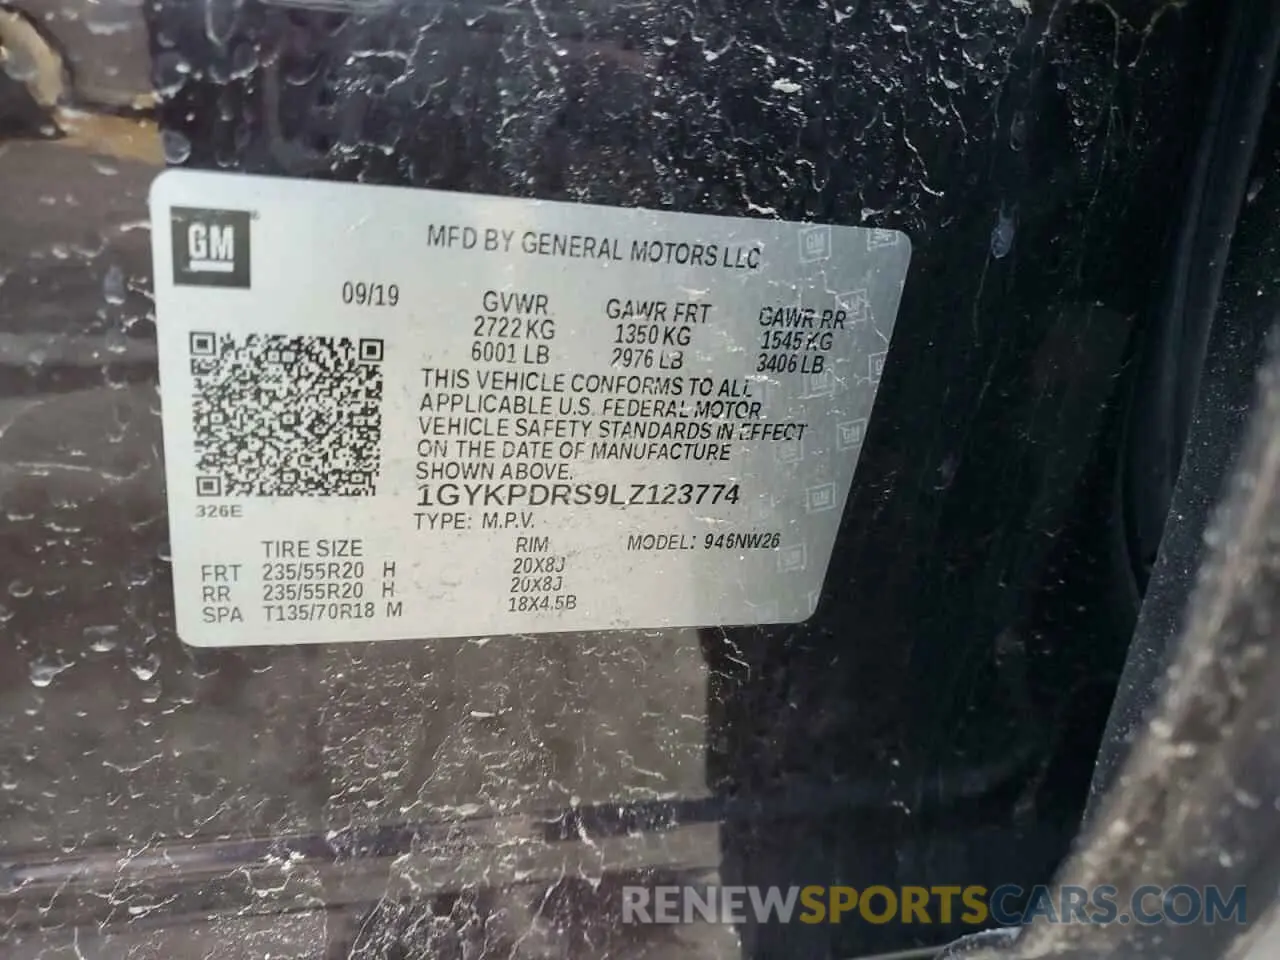 GM
MFD BY GENERAL MOTORS LLC
09/19
GVWR GAWR FRT GAWR RR
2722 KG 1350 KG 1545 KG
6001 LB 2976 LB 3406 LB
THIS VEHICLE CONFORMS TO ALL
APPLICABLE U.S. FEDERAL MOTOR
VEHICLE SAFETY STANDARDS IN EFFECT
ON THE DATE OF MANUFACTURE
SHOWN ABOVE.
1GYKPDRS9LZ123774
326E
TYPE: M.P.V.
TIRE SIZE RIM MODEL: 946NW26
FRT 235/55R20 H 20X8J
RR 235/55R20 H 20X8J
SPA T135/70R18 M 18X4.5B
RENEWSPORTSCARS.COM